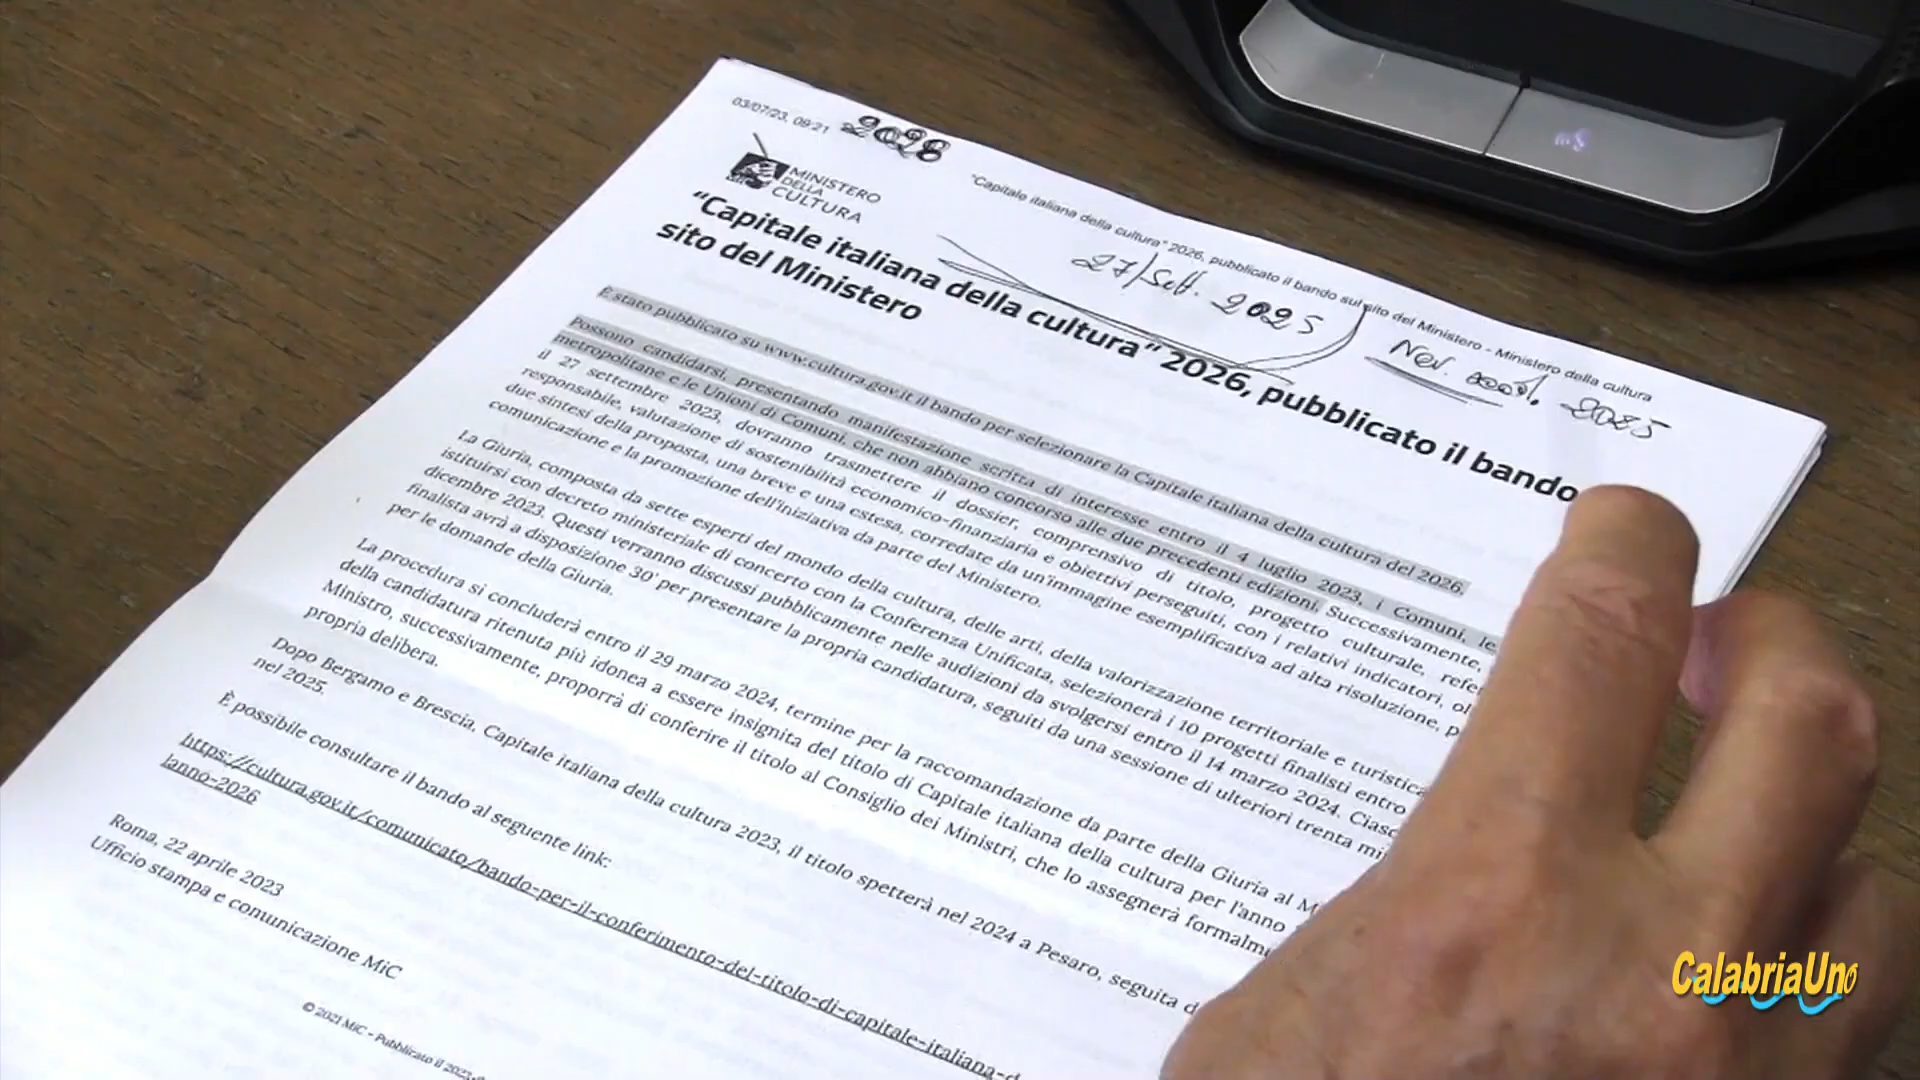 03/07/23, 09:21
2028
"Capitale italiana della cultura" 2026, pubblicato il bando sul sito del Ministero - Ministero della cultura
MINISTERO
DELLA
CULTURA
27/Sett. 2025
Nov. 2025
"Capitale italiana della cultura" 2026, pubblicato il bando
sito del Ministero
È stato pubblicato su www.cultura.gov.it il bando per selezionare la Capitale italiana della cultura del 2026.
Possono candidarsi, presentando manifestazione scritta di interesse entro il 4 luglio 2023, i Comuni, le
metropolitane e le Unioni di Comuni, che non abbiano concorso alle due precedenti edizioni. Successivamente,
il 27 settembre 2023, dovranno trasmettere il dossier, comprensivo di titolo, progetto culturale, refe
responsabile, valutazione di sostenibilità economico-finanziaria e obiettivi perseguiti, con i relativi indicatori, ol
due sintesi della proposta, una breve e una estesa, corredate da un'immagine esemplificativa ad alta risoluzione, p
comunicazione e la promozione dell'iniziativa da parte del Ministero.
La Giuria, composta da sette esperti del mondo della cultura, delle arti, della valorizzazione territoriale e turistica
istituirsi con decreto ministeriale di concerto con la Conferenza Unificata, selezionerà i 10 progetti finalisti entro
dicembre 2023. Questi verranno discussi pubblicamente nelle audizioni da svolgersi entro il 14 marzo 2024. Ciasc
finalista avrà a disposizione 30' per presentare la propria candidatura, seguiti da una sessione di ulteriori trenta mi
per le domande della Giuria.
La procedura si concluderà entro il 29 marzo 2024, termine per la raccomandazione da parte della Giuria al M
della candidatura ritenuta più idonea a essere insignita del titolo di Capitale italiana della cultura per l'anno
Ministro, successivamente, proporrà di conferire il titolo al Consiglio dei Ministri, che lo assegnerà formalm
propria delibera.
Dopo Bergamo e Brescia, Capitale italiana della cultura 2023, il titolo spetterà nel 2024 a Pesaro, seguita d
nel 2025.
È possibile consultare il bando al seguente link:
https://cultura.gov.it/comunicato/bando-per-il-conferimento-del-titolo-di-capitale-italiana-d
lanno-2026
Roma, 22 aprile 2023
Ufficio stampa e comunicazione MiC
© 2021 MiC - Pubblicato il 2023
CalabriaUno